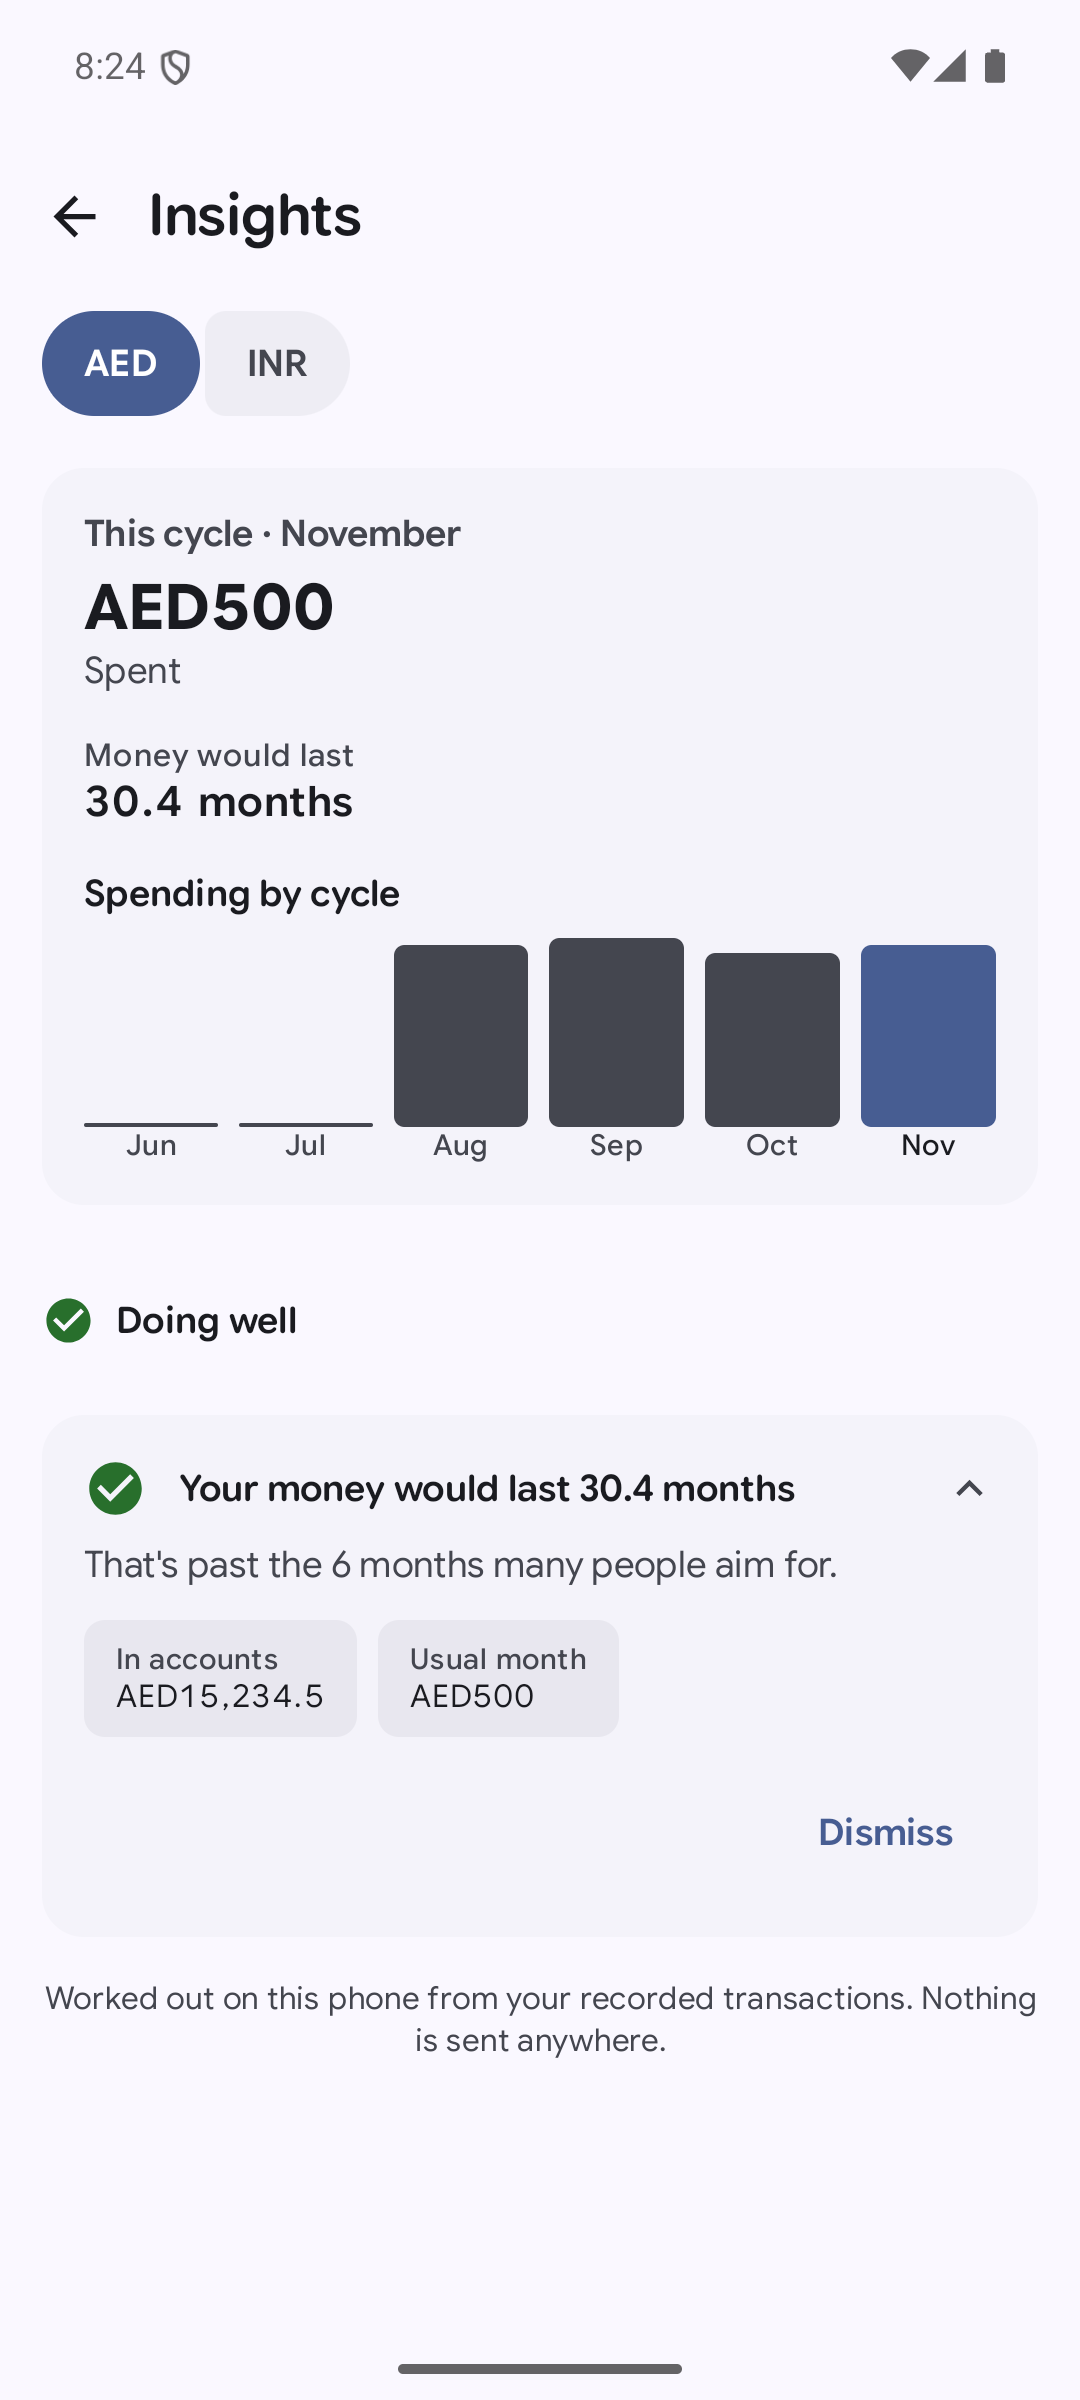 8:24
Insights
AED
INR
This cycle · November
AED500
Spent
Money would last
30.4 months
Spending by cycle
Jun
Jul
Aug
Sep
Oct
Nov
Doing well
Your money would last 30.4 months
That's past the 6 months many people aim for.
In accounts
AED15,234.5
Usual month
AED500
Dismiss
Worked out on this phone from your recorded transactions. Nothing
is sent anywhere.